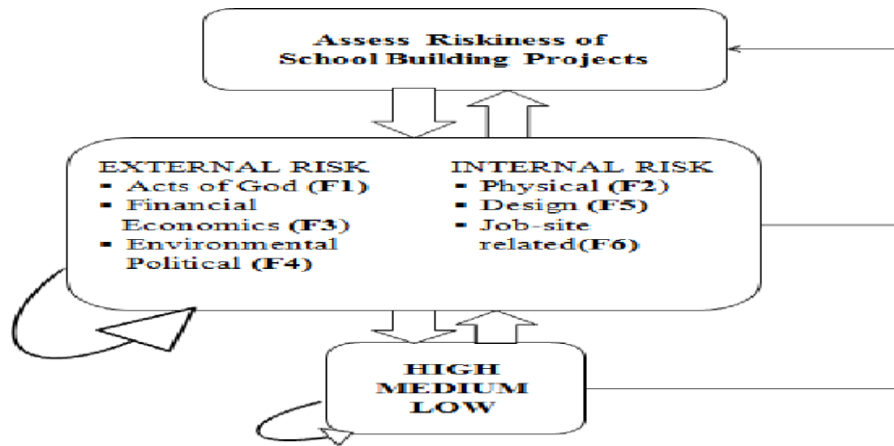 Assess Riskiness of
School Building Projects
EXTERNAL RISK
▪ Acts of God (F1)
▪ Financial
Economics (F3)
▪ Environmental
Political (F4)
INTERNAL RISK
▪ Physical (F2)
▪ Design (F5)
▪ Job-site
related(F6)
HIGH
MEDIUM
LOW